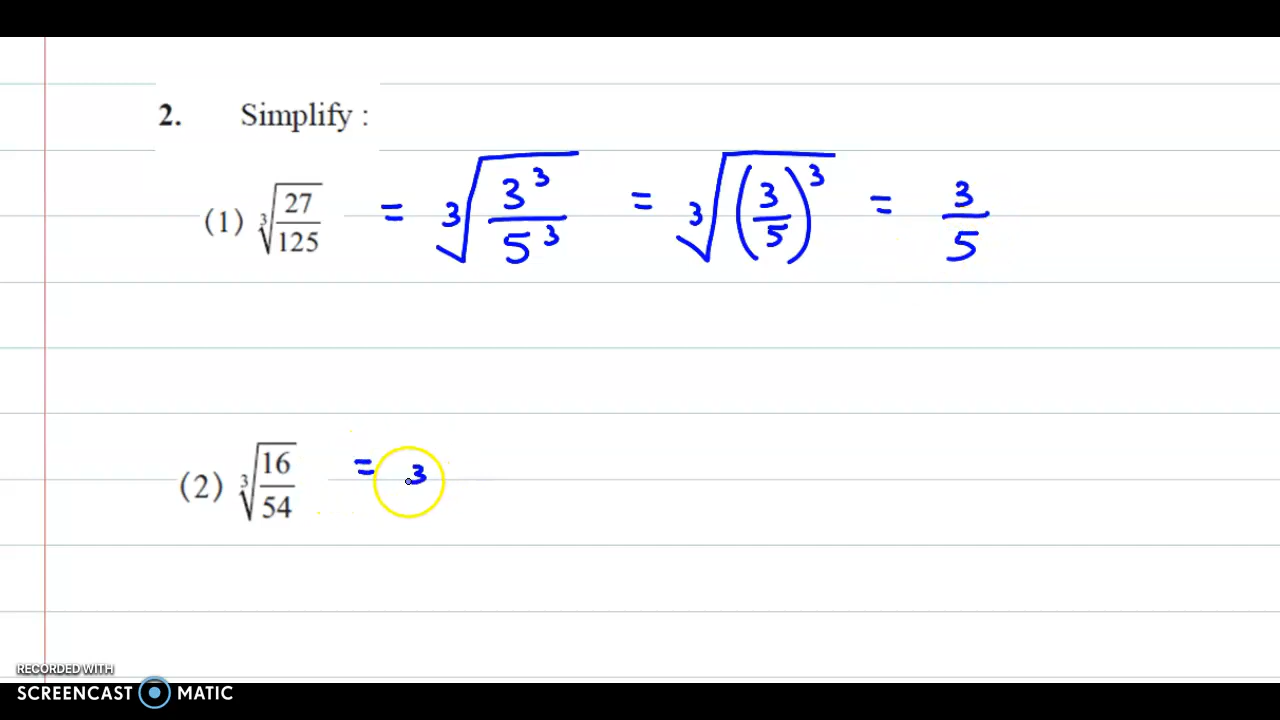 2. Simplify :
(1) ∛(27/125) = ∛(3³/5³) = ∛((3/5)³) = 3/5
(2) ∛(16/54) = 3
RECORDED WITH
SCREENCAST MATIC